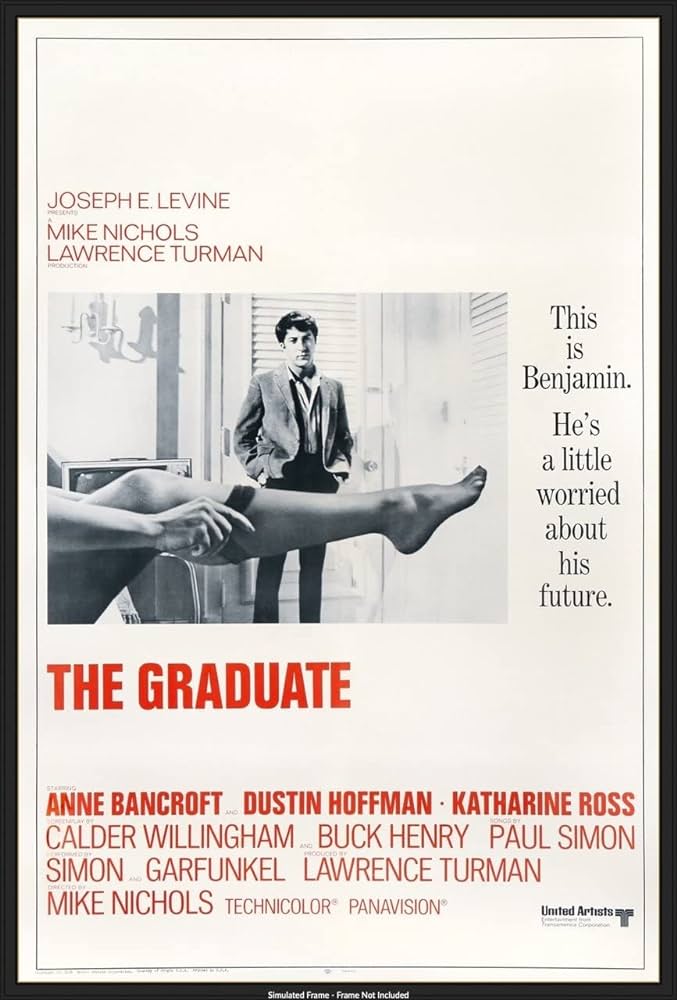 JOSEPH E. LEVINE
PRESENTS
A
MIKE NICHOLS
LAWRENCE TURMAN
PRODUCTION
This
is
Benjamin.
He's
a little
worried
about
his
future.
THE GRADUATE
STARRING
ANNE BANCROFT AND DUSTIN HOFFMAN · KATHARINE ROSS
SCREENPLAY BY SONGS BY
CALDER WILLINGHAM AND BUCK HENRY PAUL SIMON
PERFORMED BY PRODUCED BY
SIMON AND GARFUNKEL LAWRENCE TURMAN
DIRECTED BY
MIKE NICHOLS TECHNICOLOR® PANAVISION®
United Artists
Entertainment from
Transamerica Corporation
Simulated Frame - Frame Not Included